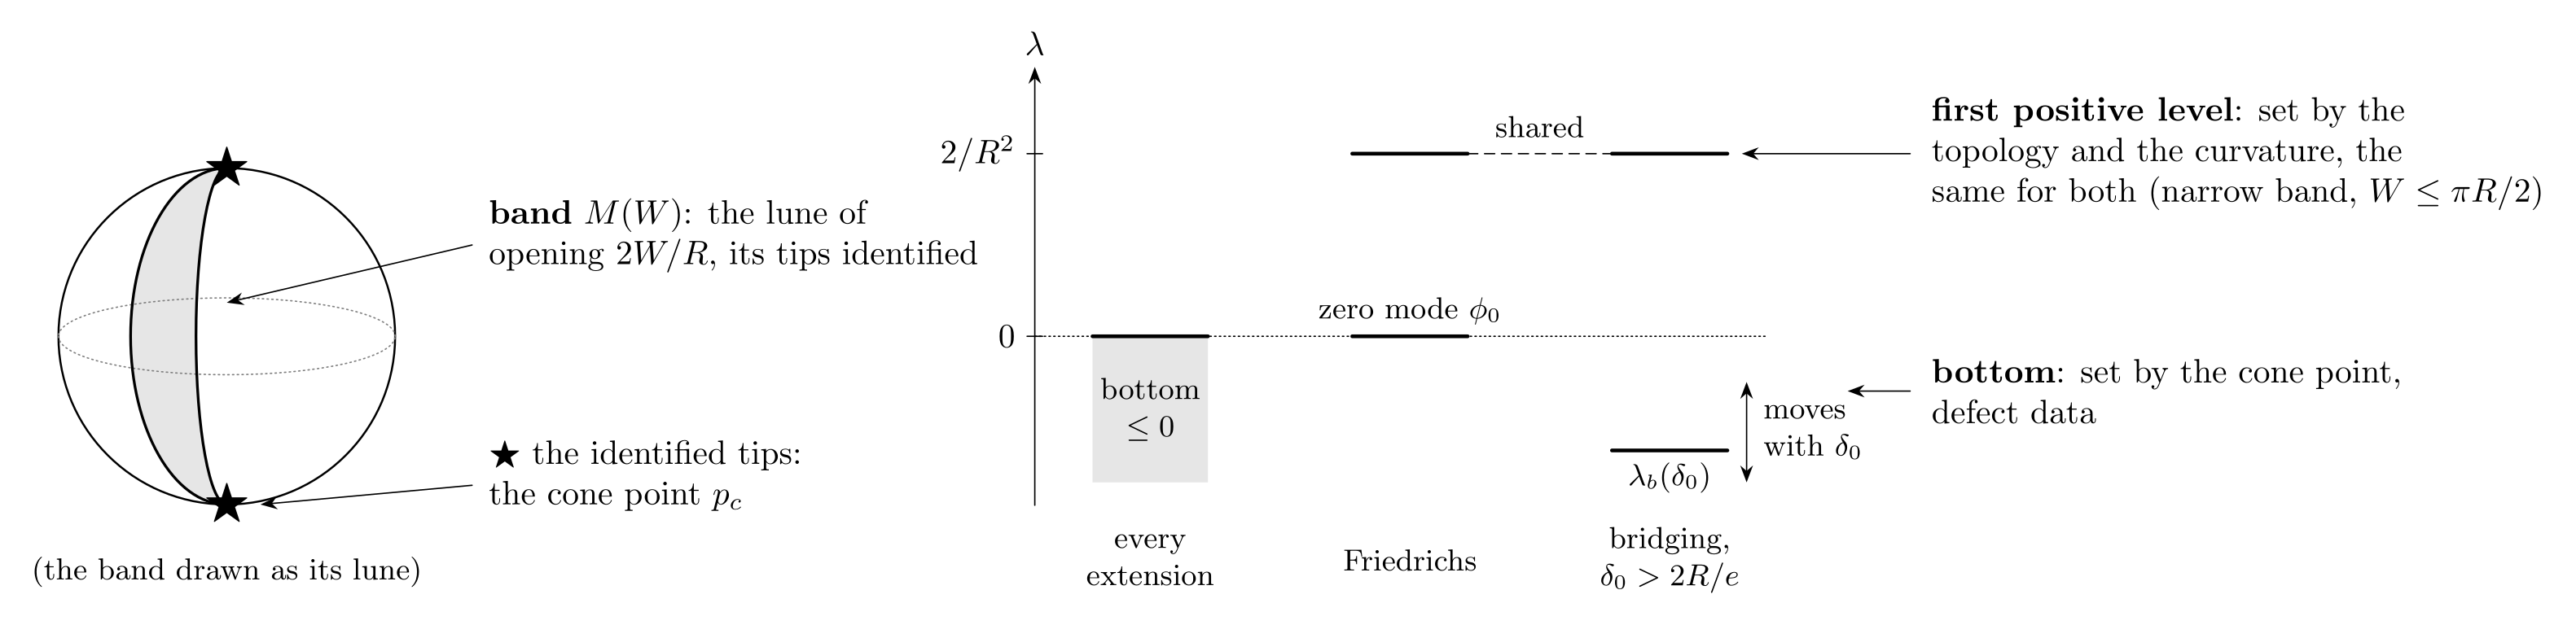 band M(W): the lune of
opening 2W/R, its tips identified
★ the identified tips:
the cone point p_c
(the band drawn as its lune)
λ
2/R²
0
shared
zero mode ϕ₀
bottom
≤ 0
moves
with δ₀
λ_b(δ₀)
every
extension
Friedrichs
bridging,
δ₀ > 2R/e
first positive level: set by the
topology and the curvature, the
same for both (narrow band, W ≤ πR/2)
bottom: set by the cone point,
defect data